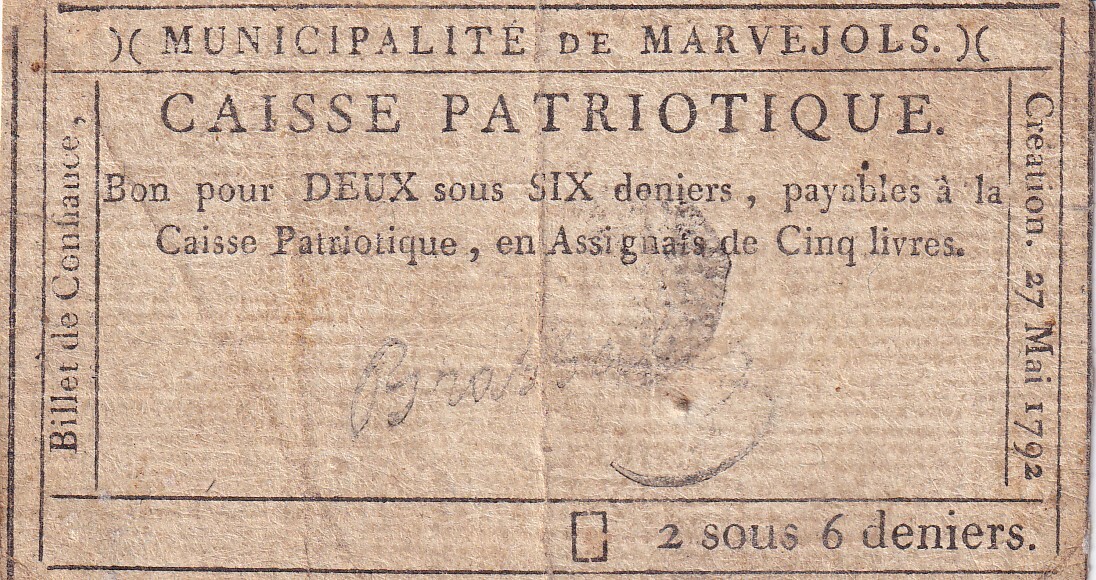 )( MUNICIPALITÉ DE MARVEJOLS. )(
Billet de Confiance,
CAISSE PATRIOTIQUE.
Bon pour DEUX sous SIX deniers, payables à la
Caisse Patriotique, en Assignats de Cinq livres.
Création. 27 Mai 1792
2 sous 6 deniers.